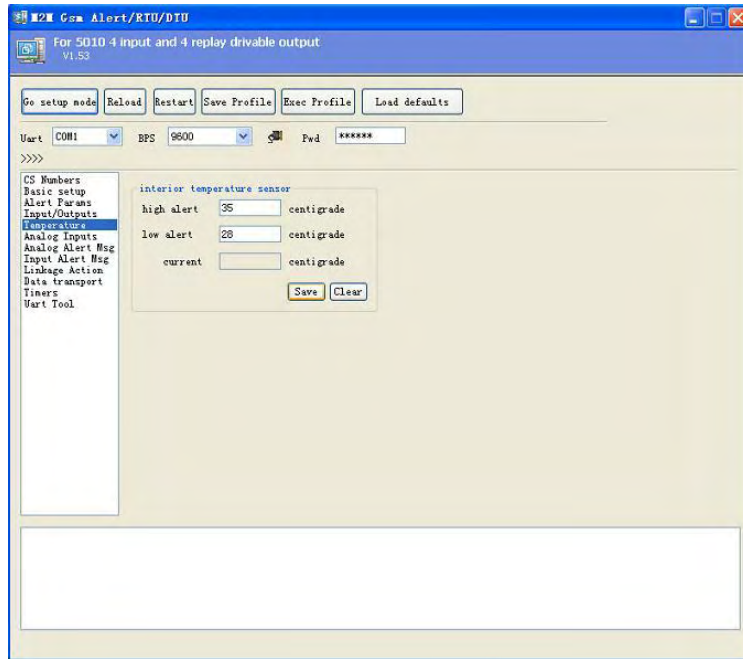 M2M Gsm Alert/RTU/DTU
For 5010 4 input and 4 replay drivable output
V1.53
Go setup mode Reload Restart Save Profile Exec Profile Load defaults
Uart COM1 BPS 9600 Pwd ******
>>>>
CS Numbers
Basic setup
Alert Params
Input/Outputs
Temperature
Analog Inputs
Analog Alert Msg
Input Alert Msg
Linkage Action
Data transport
Timers
Uart Tool
interior temperature sensor
high alert 35 centigrade
low alert 28 centigrade
current centigrade
Save Clear